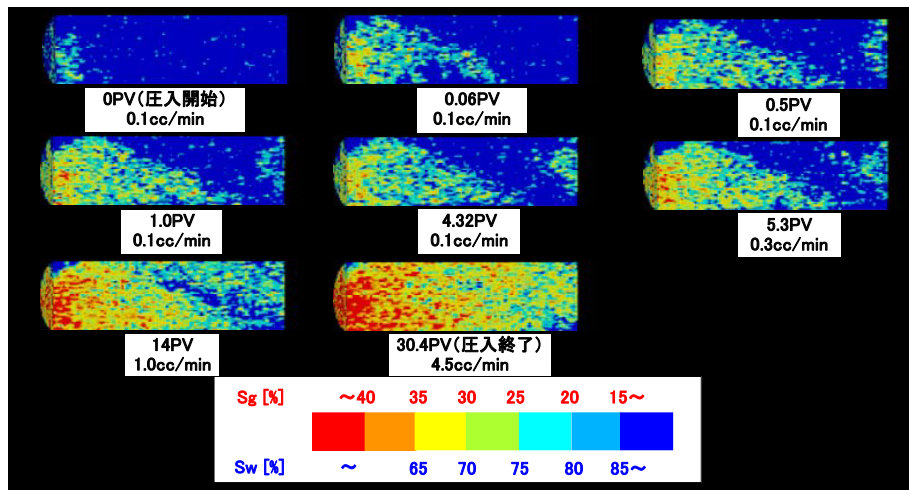 0PV(圧入開始)
0.1cc/min
0.06PV
0.1cc/min
0.5PV
0.1cc/min
1.0PV
0.1cc/min
4.32PV
0.1cc/min
5.3PV
0.3cc/min
14PV
1.0cc/min
30.4PV(圧入終了)
4.5cc/min
Sg [%] ~40 35 30 25 20 15~
Sw [%] ~ 65 70 75 80 85~